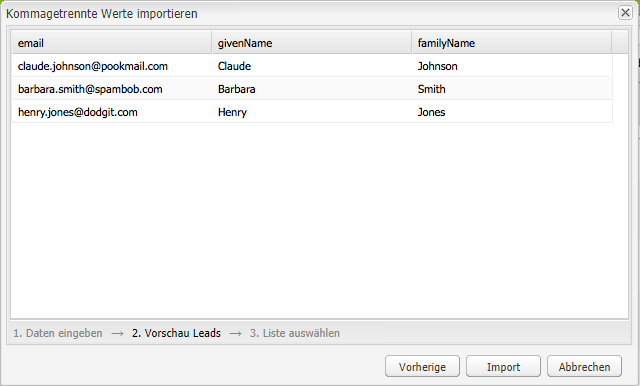 Kommagetrennte Werte importieren
email givenName familyName
claude.johnson@pookmail.com Claude Johnson
barbara.smith@spambob.com Barbara Smith
henry.jones@dodgit.com Henry Jones
1. Daten eingeben → 2. Vorschau Leads → 3. Liste auswählen
Vorherige Import Abbrechen